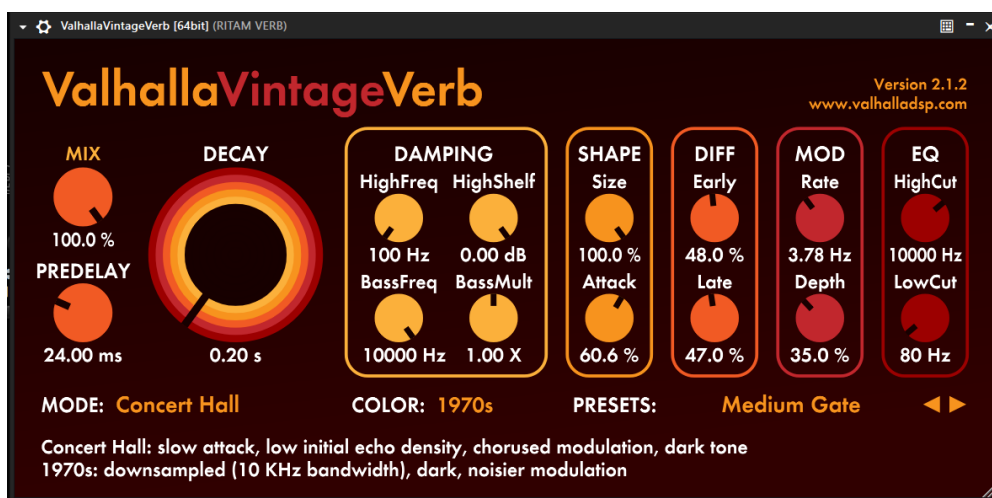 ValhallaVintageVerb [64bit] (RITAM VERB)
ValhallaVintageVerb
Version 2.1.2
www.valhalladsp.com
MIX
100.0 %
PREDELAY
24.00 ms
DECAY
0.20 s
DAMPING
HighFreq HighShelf
100 Hz 0.00 dB
BassFreq BassMult
10000 Hz 1.00 X
SHAPE
Size
100.0 %
Attack
60.6 %
DIFF
Early
48.0 %
Late
47.0 %
MOD
Rate
3.78 Hz
Depth
35.0 %
EQ
HighCut
10000 Hz
LowCut
80 Hz
MODE: Concert Hall COLOR: 1970s PRESETS: Medium Gate
Concert Hall: slow attack, low initial echo density, chorused modulation, dark tone
1970s: downsampled (10 KHz bandwidth), dark, noisier modulation